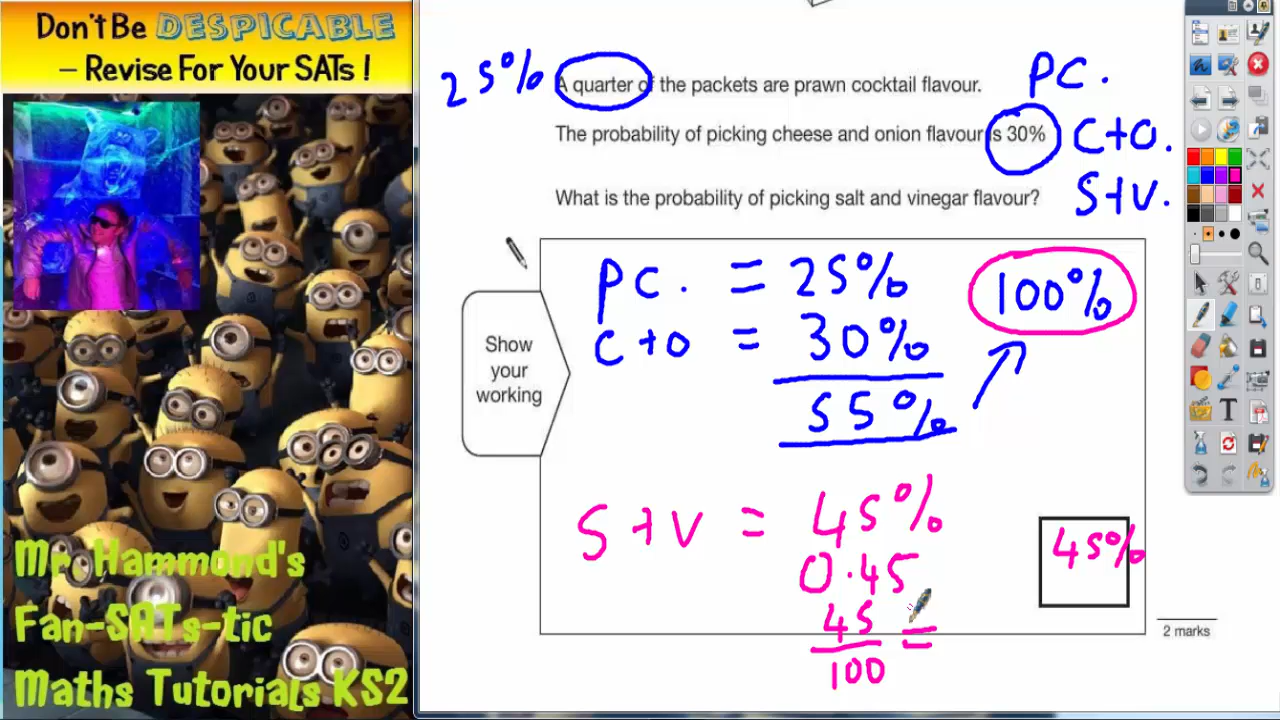 Don't Be DESPICABLE
– Revise For Your SATs !
25% A quarter of the packets are prawn cocktail flavour. P.C.
The probability of picking cheese and onion flavour is 30% C+O.
What is the probability of picking salt and vinegar flavour? S+V.
Show
your
working
P.C. = 25%
100%
C+O = 30%
55%
S+V = 45%
0.45
45
100
=
45%
2 marks
Mr Hammond's
Fan-SATs-tic
Maths Tutorials KS2